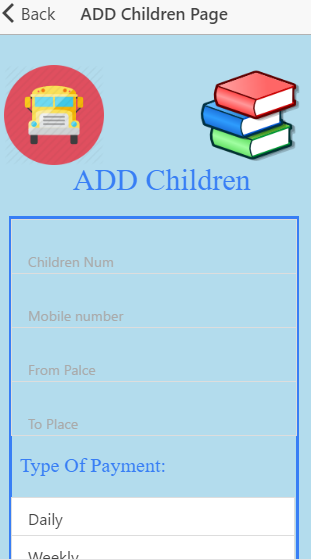 Back ADD Children Page
ADD Children
Children Num
Mobile number
From Palce
To Place
Type Of Payment:
Daily
Weekly